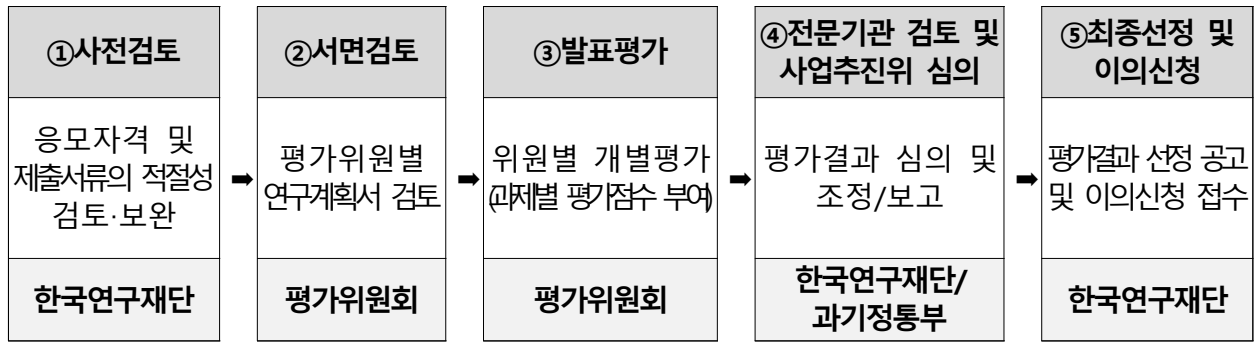 ①사전검토
응모자격 및
제출서류의 적절성
검토·보완
한국연구재단
➡
②서면검토
평가위원별
연구계획서 검토
평가위원회
➡
③발표평가
위원별 개별평가
(과제별 평가점수 부여)
평가위원회
➡
④전문기관 검토 및
사업추진위 심의
평가결과 심의 및
조정/보고
한국연구재단/
과기정통부
➡
⑤최종선정 및
이의신청
평가결과 선정 공고
및 이의신청 접수
한국연구재단